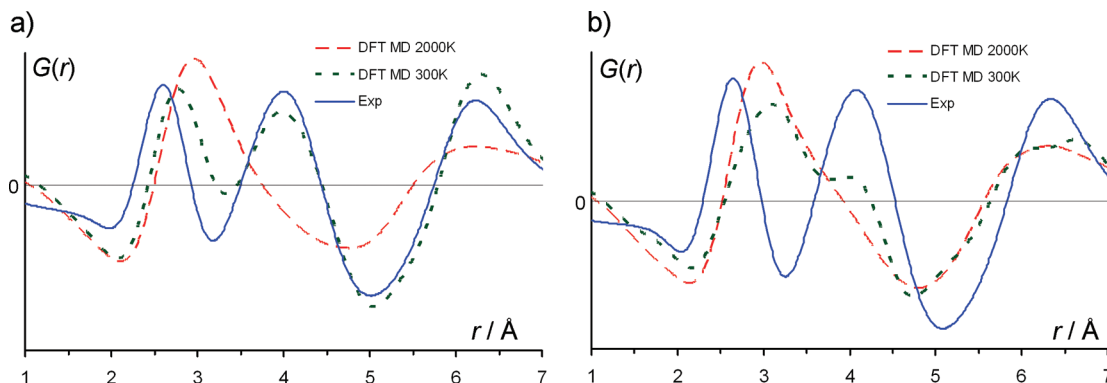 a)
G(r)
DFT MD 2000K
DFT MD 300K
Exp
0
r / Å
1 2 3 4 5 6 7
b)
G(r)
DFT MD 2000K
DFT MD 300K
Exp
0
r / Å
1 2 3 4 5 6 7